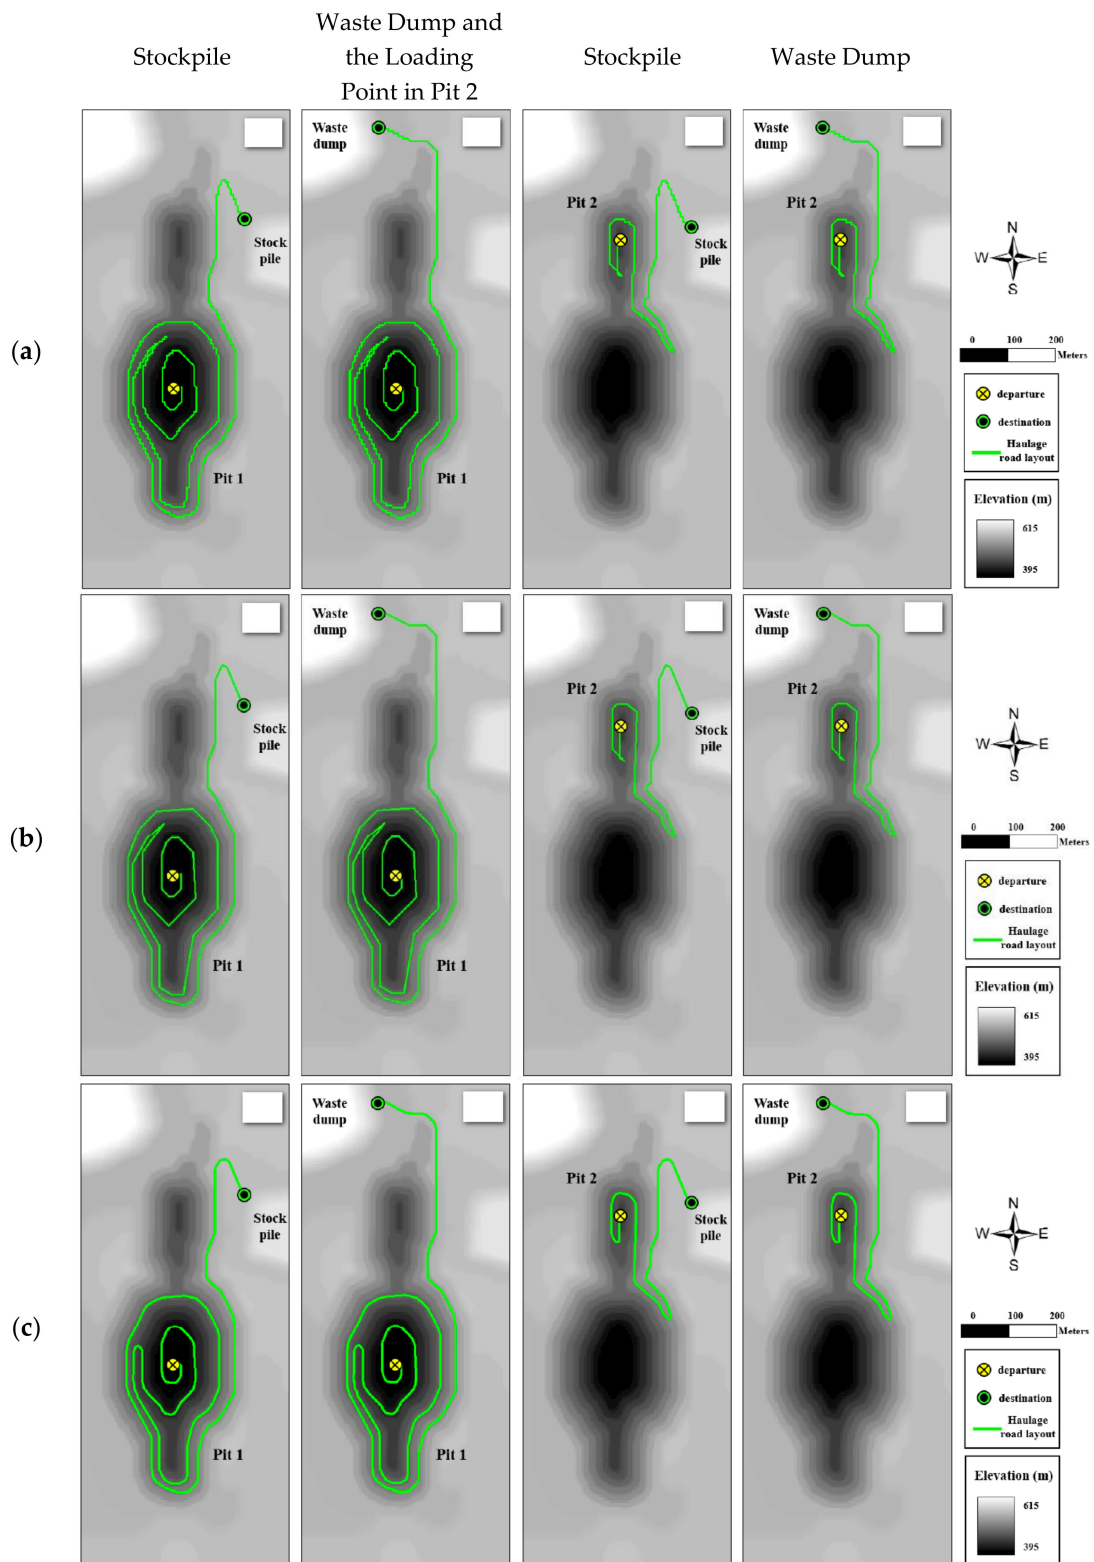 Stockpile
Waste Dump and
the Loading
Point in Pit 2
Stockpile
Waste Dump
(a)
Stock
pile
Pit 1
Waste
dump
Pit 1
Pit 2
Stock
pile
Waste
dump
Pit 2
N
W E
S
0 100 200
Meters
departure
destination
Haulage
road layout
Elevation (m)
615
395
(b)
Stock
pile
Pit 1
Waste
dump
Pit 1
Pit 2
Stock
pile
Waste
dump
Pit 2
N
W E
S
0 100 200
Meters
departure
destination
Haulage
road layout
Elevation (m)
615
395
(c)
Stock
pile
Pit 1
Waste
dump
Pit 1
Pit 2
Stock
pile
Waste
dump
Pit 2
N
W E
S
0 100 200
Meters
departure
destination
Haulage
road layout
Elevation (m)
615
395